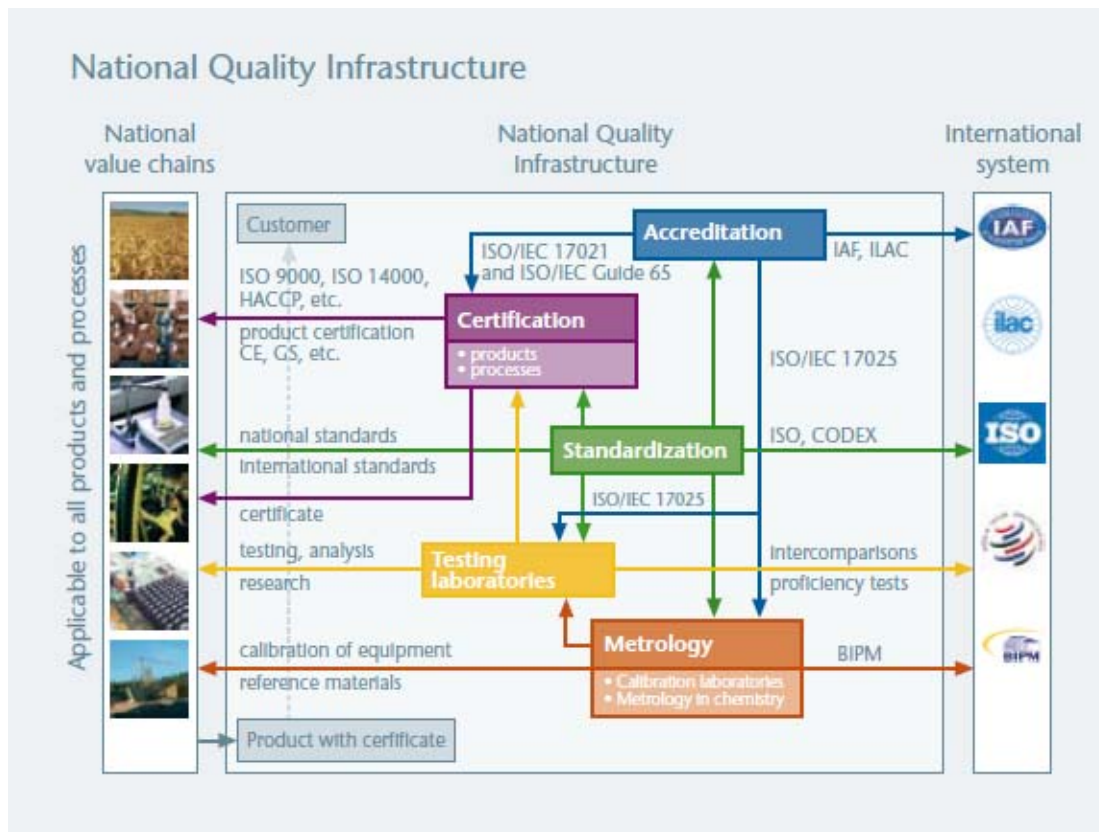 National Quality Infrastructure
National
value chains
National Quality
Infrastructure
International
system
Applicable to all products and processes
Customer
Accreditation
ISO/IEC 17021
and ISO/IEC Guide 65
IAF, ILAC
IAF
ISO 9000, ISO 14000,
HACCP, etc.
product certification
CE, GS, etc.
Certification
• products
• processes
ilac
ISO/IEC 17025
national standards
international standards
Standardization
ISO, CODEX
ISO
certificate
ISO/IEC 17025
testing, analysis
research
Testing
laboratories
intercomparisons
proficiency tests
calibration of equipment
reference materials
Metrology
• Calibration laboratories
• Metrology in chemistry
BIPM
BIPM
Product with cerfificate